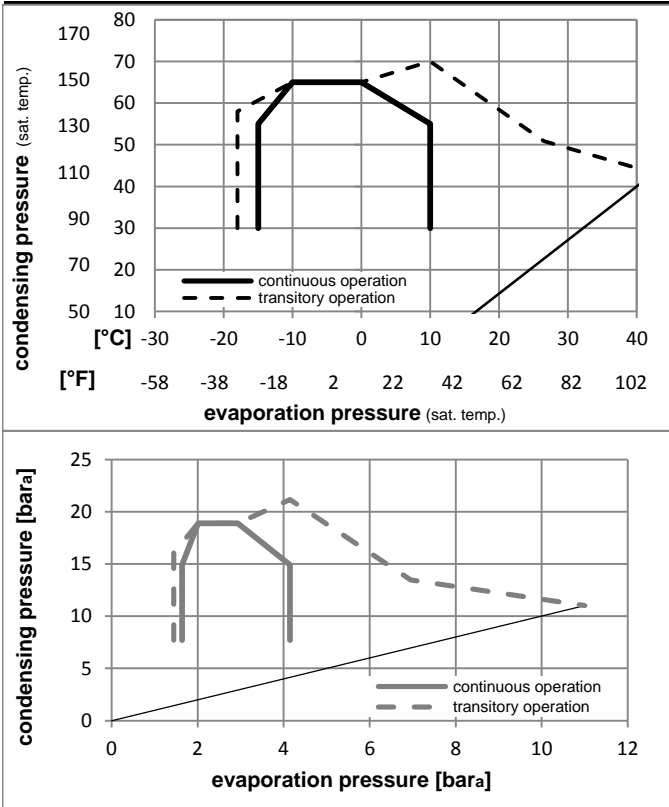 condensing pressure (sat. temp.)
170 80
150 70
60
130
50
110
40
90
30
70
20
50 10
continuous operation
transitory operation
[°C] -30 -20 -10 0 10 20 30 40
[°F] -58 -38 -18 2 22 42 62 82 102
evaporation pressure (sat. temp.)
condensing pressure [bara]
25
20
15
10
5
0
continuous operation
transitory operation
0 2 4 6 8 10 12
evaporation pressure [bara]